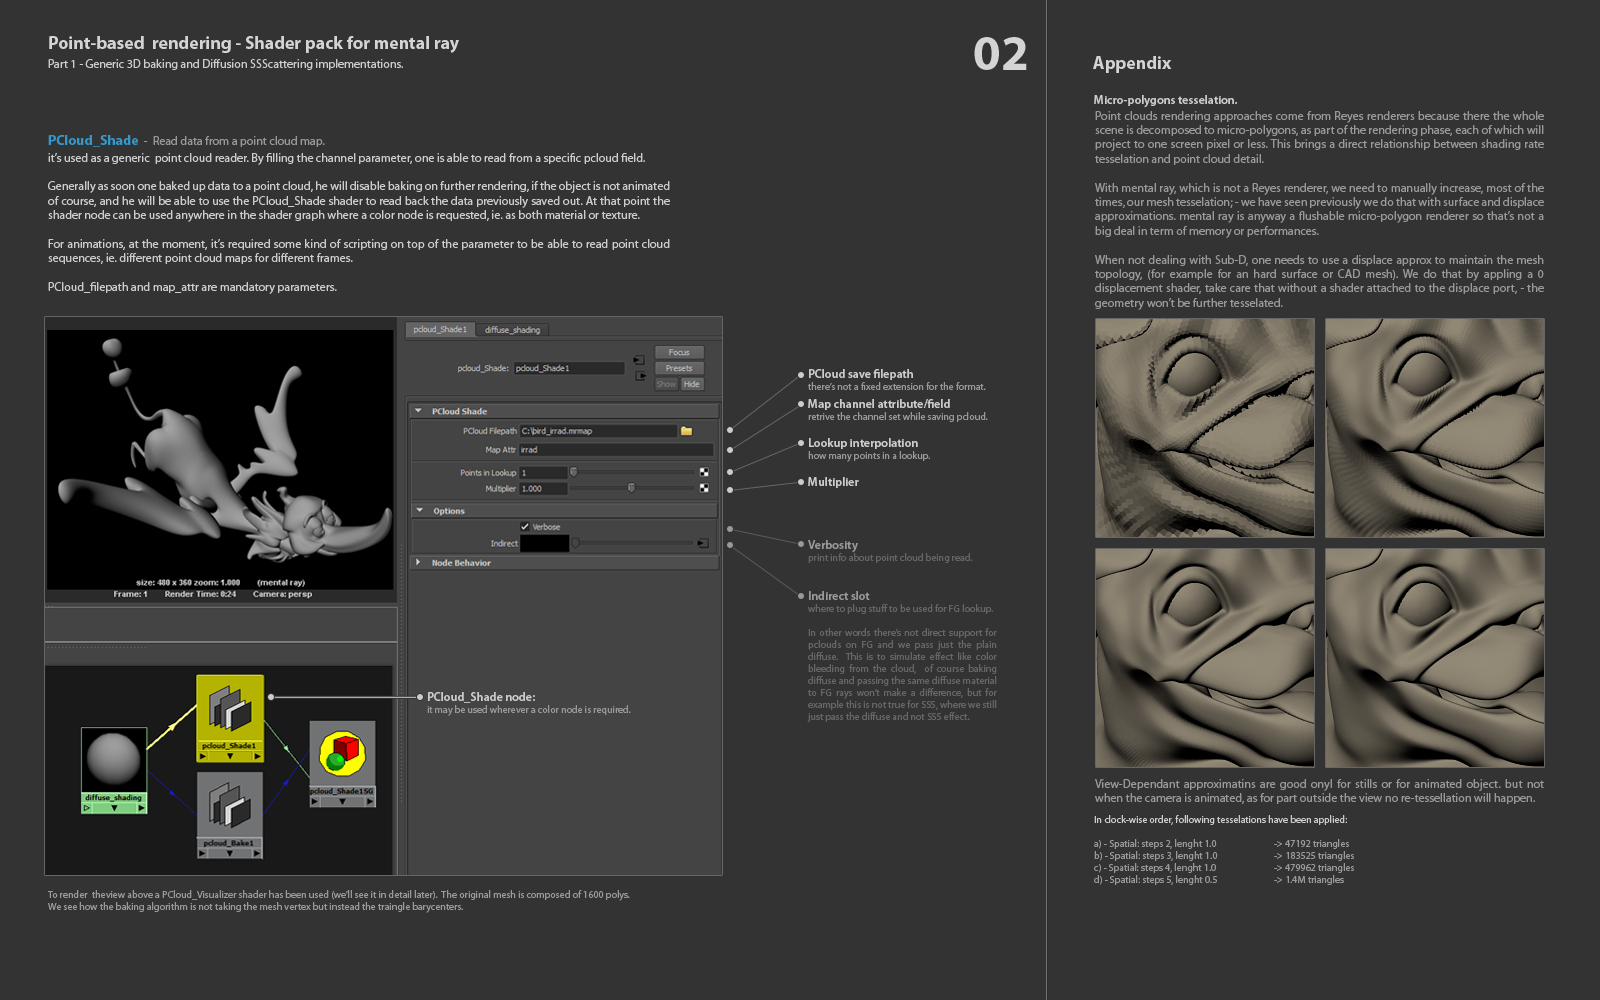 Point-based  rendering - Shader pack for mental ray
Part 1 - Generic 3D baking and Diffusion SSScattering implementations.
02
PCloud_Shade  -  Read data from a point cloud map.
it's used as a generic  point cloud reader. By filling the channel parameter, one is able to read from a specific pcloud field.
Generally as soon one baked up data to a point cloud, he will disable baking on further rendering, if the object is not animated
of course, and he will be able to use the PCloud_Shade shader to read back the data previously saved out. At that point the
shader node can be used anywhere in the shader graph where a color node is requested, ie. as both material or texture.
For animations, at the moment, it's required some kind of scripting on top of the parameter to be able to read point cloud
sequences, ie. different point cloud maps for different frames.
PCloud_filepath and map_attr are mandatory parameters.
size: 480 x 360 zoom: 1.000 (mental ray)
Frame: 1 Render Time: 0:24 Camera: persp
pcloud_Shade1 diffuse_shading
Focus
pcloud_Shade: pcloud_Shade1
Presets
Show Hide
PCloud Shade
PCloud Filepath C:\bird_irrad.mrmap
Map Attr irrad
Points in Lookup 1
Multiplier 1.000
Options
Verbose
Indirect
Node Behavior
PCloud save filepath
there's not a fixed extension for the format.
Map channel attribute/field
retrive the channel set while saving pcloud.
Lookup interpolation
how many points in a lookup.
Multiplier
Verbosity
print info about point cloud being read.
Indirect slot
where to plug stuff to be used for FG lookup.
In other words there's not direct support for
pclouds on FG and we pass just the plain
diffuse.  This is to simulate effect like color
bleeding from the cloud,  of course baking
diffuse and passing the same diffuse material
to FG rays won't make a difference, but for
example this is not true for SSS, where we still
just pass the diffuse and not SSS effect.
PCloud_Shade node:
it may be used wherever a color node is required.
pcloud_Shade1
diffuse_shading
pcloud_Shade1SG
pcloud_Bake1
To render  theview above a PCloud_Visualizer shader has been used (we'll see it in detail later).  The original mesh is composed of 1600 polys.
We see how the baking algorithm is not taking the mesh vertex but instead the traingle barycenters.
Appendix
Micro-polygons tesselation.
Point clouds rendering approaches come from Reyes renderers because there the whole
scene is decomposed to micro-polygons, as part of the rendering phase, each of which will
project to one screen pixel or less. This brings a direct relationship between shading rate
tesselation and point cloud detail.
With mental ray, which is not a Reyes renderer, we need to manually increase, most of the
times, our mesh tesselation; - we have seen previously we do that with surface and displace
approximations. mental ray is anyway a flushable micro-polygon renderer so that's not a
big deal in term of memory or performances.
When not dealing with Sub-D, one needs to use a displace approx to maintain the mesh
topology, (for example for an hard surface or CAD mesh). We do that by appling a 0
displacement shader, take care that without a shader attached to the displace port, - the
geometry won't be further tesselated.
View-Dependant approximatins are good onyl for stills or for animated object. but not
when the camera is animated, as for part outside the view no re-tessellation will happen.
In clock-wise order, following tesselations have been applied:
a) - Spatial: steps 2, lenght 1.0 -> 47192 triangles
b) - Spatial: steps 3, lenght 1.0 -> 183525 triangles
c) - Spatial: steps 4, lenght 1.0 -> 479962 triangles
d) - Spatial: steps 5, lenght 0.5 -> 1.4M triangles